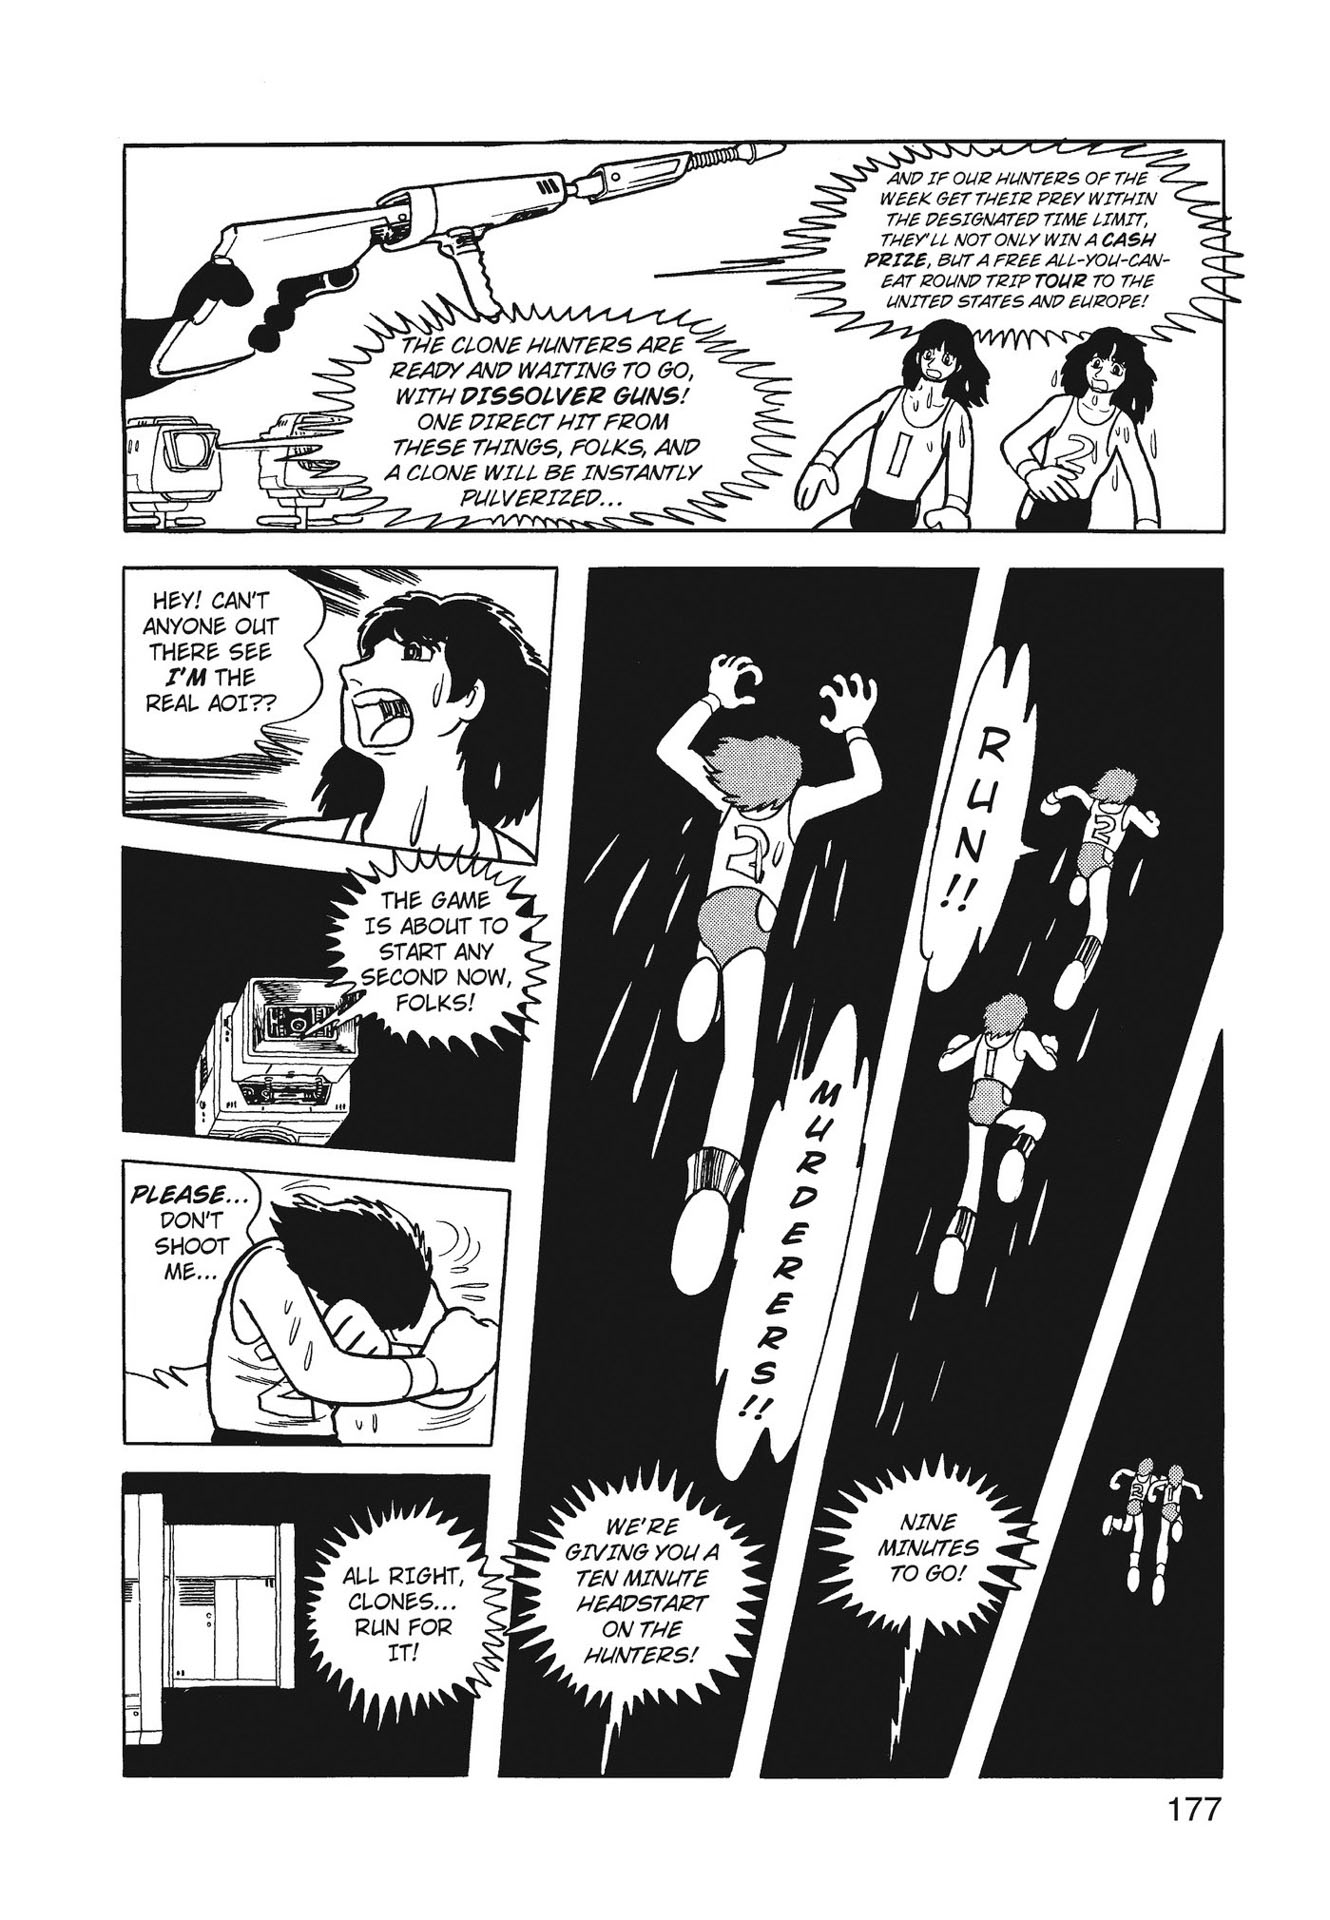 THE CLONE HUNTERS ARE
READY AND WAITING TO GO,
WITH DISSOLVER GUNS!
ONE DIRECT HIT FROM
THESE THINGS, FOLKS, AND
A CLONE WILL BE INSTANTLY
PULVERIZED...
AND IF OUR HUNTERS OF THE
WEEK GET THEIR PREY WITHIN
THE DESIGNATED TIME LIMIT,
THEY'LL NOT ONLY WIN A CASH
PRIZE, BUT A FREE ALL-YOU-CAN-
EAT ROUND TRIP TOUR TO THE
UNITED STATES AND EUROPE!
1
2
HEY! CAN'T
ANYONE OUT
THERE SEE
I'M THE
REAL AOI??
THE GAME
IS ABOUT TO
START ANY
SECOND NOW,
FOLKS!
PLEASE...
DON'T
SHOOT
ME...
2
ALL RIGHT,
CLONES...
RUN FOR
IT!
2
MURDERERS!!
WE'RE
GIVING YOU A
TEN MINUTE
HEADSTART
ON THE
HUNTERS!
RUN!!
2
1
NINE
MINUTES
TO GO!
2
1
177